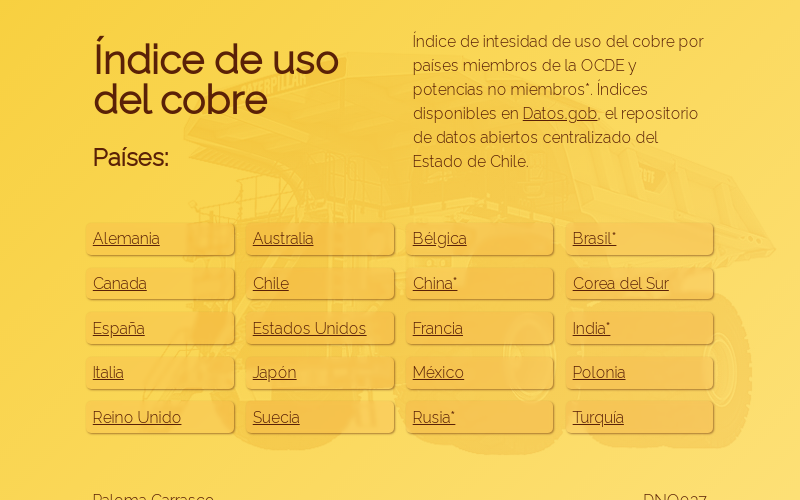 Índice de uso
del cobre
Países:
Índice de intesidad de uso del cobre por
países miembros de la OCDE y
potencias no miembros*. Índices
disponibles en Datos.gob, el repositorio
de datos abiertos centralizado del
Estado de Chile.
Alemania
Australia
Bélgica
Brasil*
Canada
Chile
China*
Corea del Sur
España
Estados Unidos
Francia
India*
Italia
Japón
México
Polonia
Reino Unido
Suecia
Rusia*
Turquía
Paloma Carrasco
DNO037